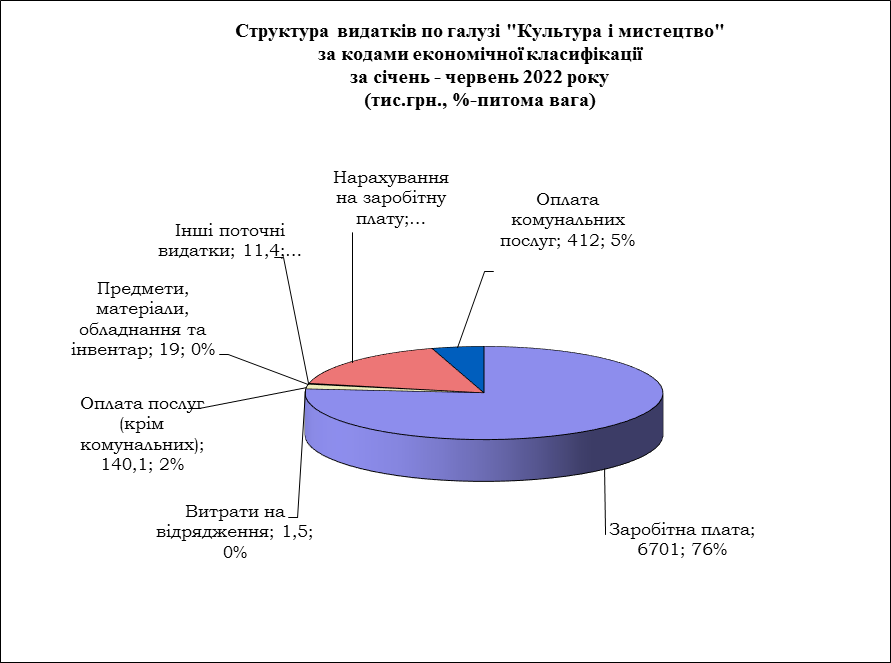 Структура видатків по галузі "Культура і мистецтво"
за кодами економічної класифікації
за січень - червень 2022 року
(тис.грн., %-питома вага)
Нарахування
на заробітну
плату;...
Оплата
комунальних
послуг; 412; 5%
Інші поточні
видатки; 11,4;...
Предмети,
матеріали,
обладнання та
інвентар; 19; 0%
Оплата послуг
(крім
комунальних);
140,1; 2%
Витрати на
відрядження; 1,5;
0%
Заробітна плата;
6701; 76%